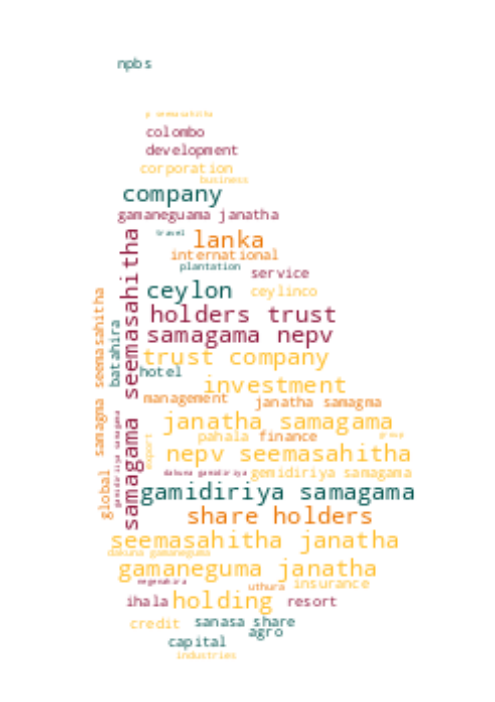 npbs
p seemasahitha
colombo
development
corporation
business
company
gamaneguama janatha
travel
lanka
international
plantation
service
ceylon
ceylinco
holders trust
samagama nepv
trust company
hotel
investment
management
janatha samagma
janatha samagama
pahala
finance
group
nepv seemasahitha
dakuna gamidiriya
gemidiriya samagama
gamidiriya samagama
share holders
seemasahitha janatha
dakuna gamaneguma
gamaneguma janatha
uthura
insurance
ihala
holding
resort
credit
sanasa share
agro
capital
industries
samagama seemasahitha
batahira
samagma seemasahitha
global
gamidiriya samagama
export